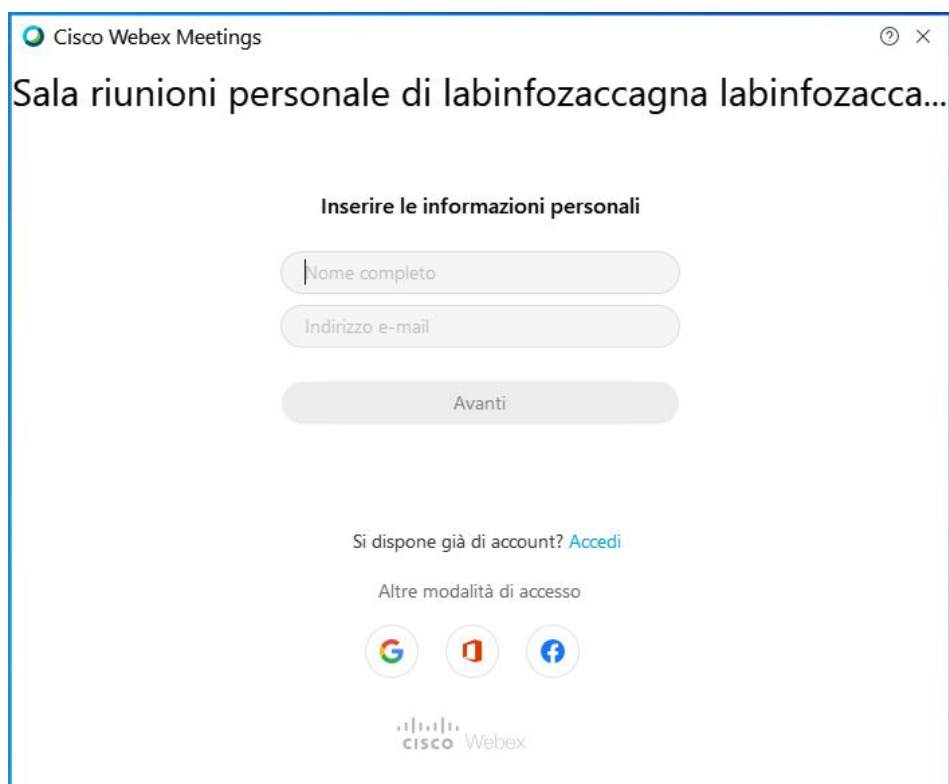 Cisco Webex Meetings
Sala riunioni personale di labinfozaccagna labinfozacca...
Inserire le informazioni personali
Nome completo
Indirizzo e-mail
Avanti
Si dispone già di account? Accedi
Altre modalità di accesso
cisco Webex